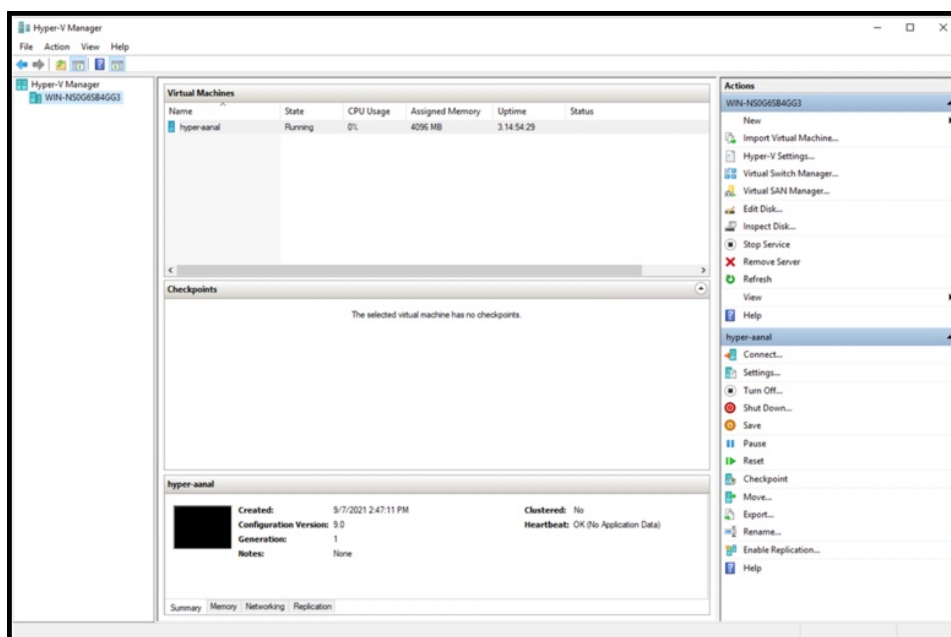 Hyper-V Manager
File Action View Help
Hyper-V Manager
WIN-NS0G6SB4GG3
Virtual Machines
Name State CPU Usage Assigned Memory Uptime Status
hyper-aanal Running 0% 4096 MB 3.14:54:29
Checkpoints
The selected virtual machine has no checkpoints.
hyper-aanal
Created: 9/7/2021 2:47:11 PM Clustered: No
Configuration Version: 9.0 Heartbeat: OK (No Application Data)
Generation: 1
Notes: None
Summary Memory Networking Replication
Actions
WIN-NS0G6SB4GG3
New
Import Virtual Machine...
Hyper-V Settings...
Virtual Switch Manager...
Virtual SAN Manager...
Edit Disk...
Inspect Disk...
Stop Service
Remove Server
Refresh
View
Help
hyper-aanal
Connect...
Settings...
Turn Off...
Shut Down...
Save
Pause
Reset
Checkpoint
Move...
Export...
Rename...
Enable Replication...
Help